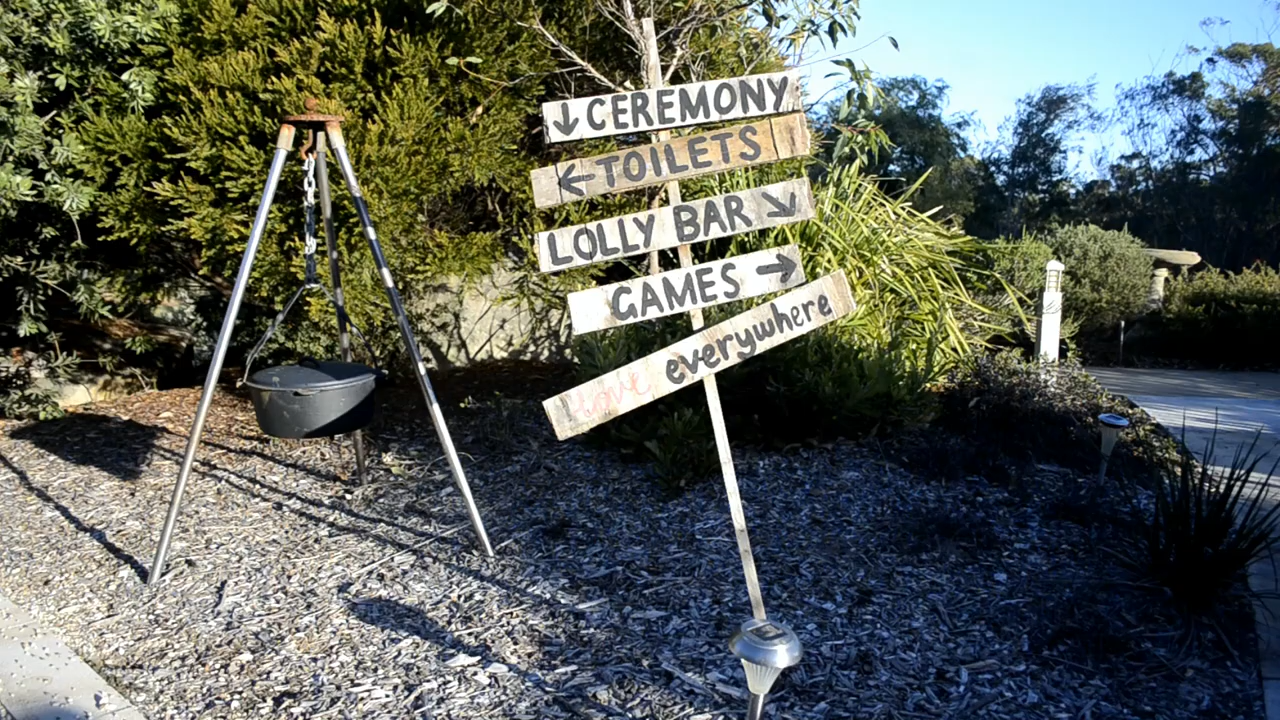 ↓CEREMONY
←TOILETS
LOLLY BAR ↘
GAMES →
Love everywhere